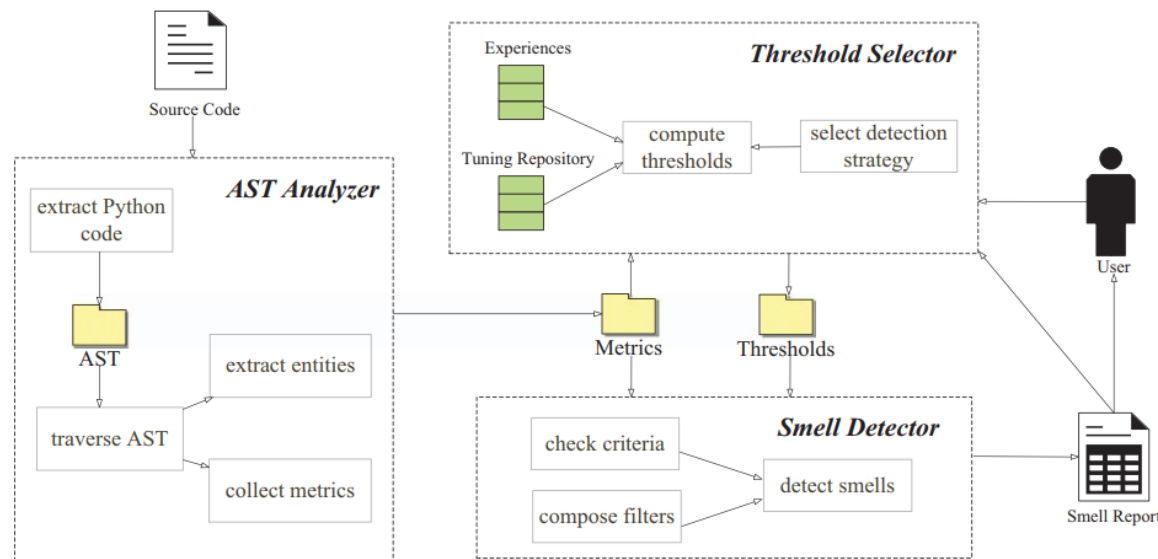 Source Code
AST Analyzer
extract Python
code
AST
traverse AST
extract entities
collect metrics
Experiences
Threshold Selector
Tuning Repository
compute
thresholds
select detection
strategy
Metrics
Thresholds
Smell Detector
check criteria
compose filters
detect smells
User
Smell Report